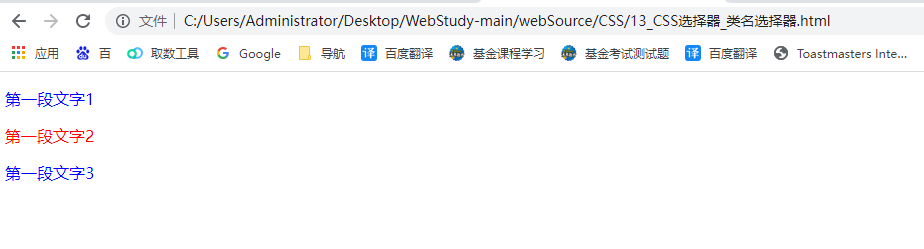 文件 C:/Users/Administrator/Desktop/WebStudy-main/webSource/CSS/13_CSS选择器_类名选择器.html
应用 百 取数工具 Google 导航 译 百度翻译 基金课程学习 基金考试测试题 译 百度翻译 Toastmasters Inte...
第一段文字1
第一段文字2
第一段文字3